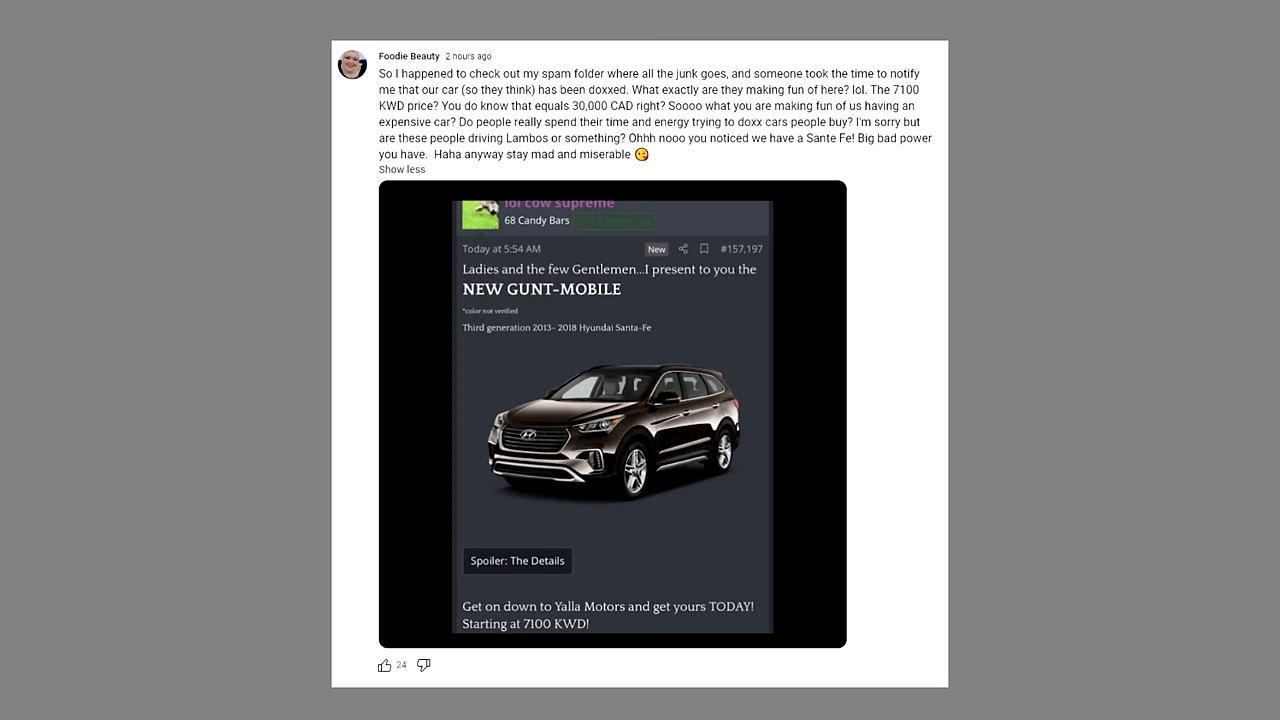 Foodie Beauty 2 hours ago
So I happened to check out my spam folder where all the junk goes, and someone took the time to notify
me that our car (so they think) has been doxxed. What exactly are they making fun of here? lol. The 7100
KWD price? You do know that equals 30,000 CAD right? Soooo what you are making fun of us having an
expensive car? Do people really spend their time and energy trying to doxx cars people buy? I'm sorry but
are these people driving Lambos or something? Ohhh nooo you noticed we have a Sante Fe! Big bad power
you have. Haha anyway stay mad and miserable 😘
Show less
lol cow supreme
68 Candy Bars
Today at 5:54 AM New #157,197
Ladies and the few Gentlemen...I present to you the
NEW GUNT-MOBILE
*color not verified
Third generation 2013- 2018 Hyundai Santa-Fe
Spoiler: The Details
Get on down to Yalla Motors and get yours TODAY!
Starting at 7100 KWD!
24